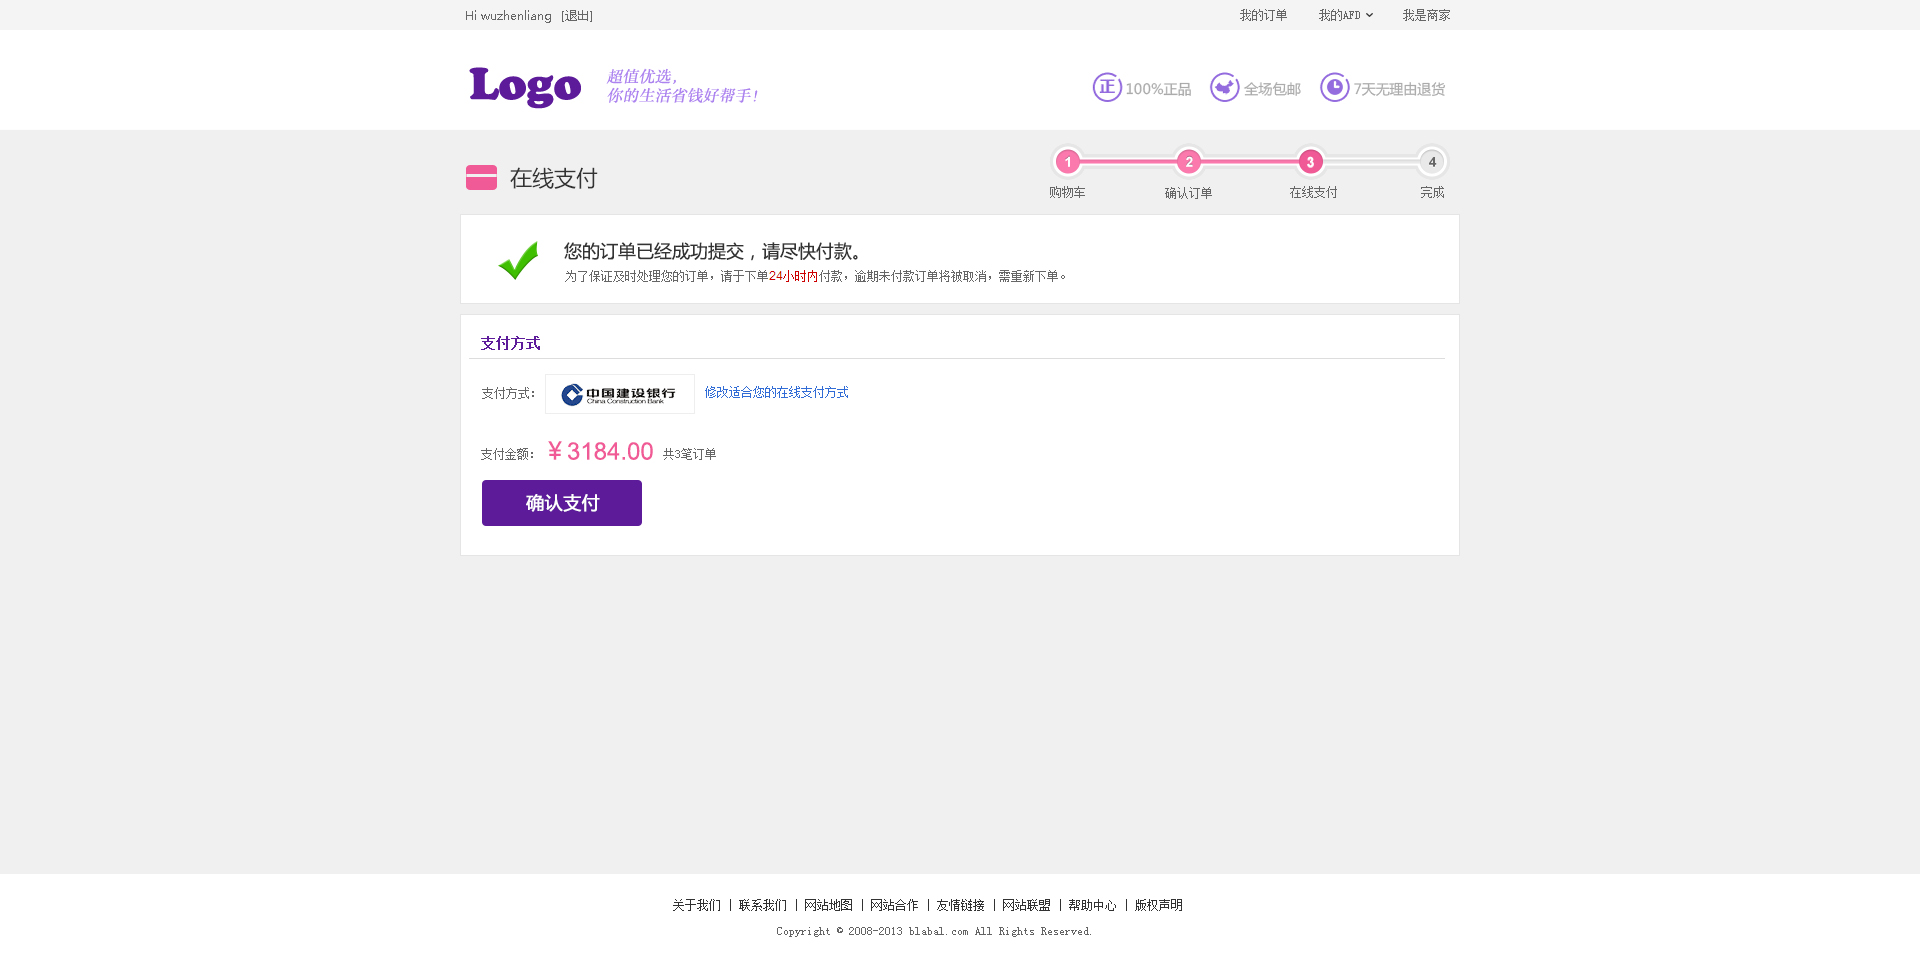 Hi wuzhenliang [退出] 我的订单 我的AFD 我是商家
Logo
超值优选，
你的生活省钱好帮手！
正 100%正品 全场包邮 7天无理由退货
在线支付
1 2 3 4
购物车 确认订单 在线支付 完成
您的订单已经成功提交，请尽快付款。
为了保证及时处理您的订单，请于下单24小时内付款，逾期未付款订单将被取消，需重新下单。
支付方式
支付方式： 中国建设银行 修改适合您的在线支付方式
China Construction Bank
支付金额： ￥3184.00 共3笔订单
确认支付
关于我们 | 联系我们 | 网站地图 | 网站合作 | 友情链接 | 网站联盟 | 帮助中心 | 版权声明
Copyright © 2008-2013 blabal.com All Rights Reserved.